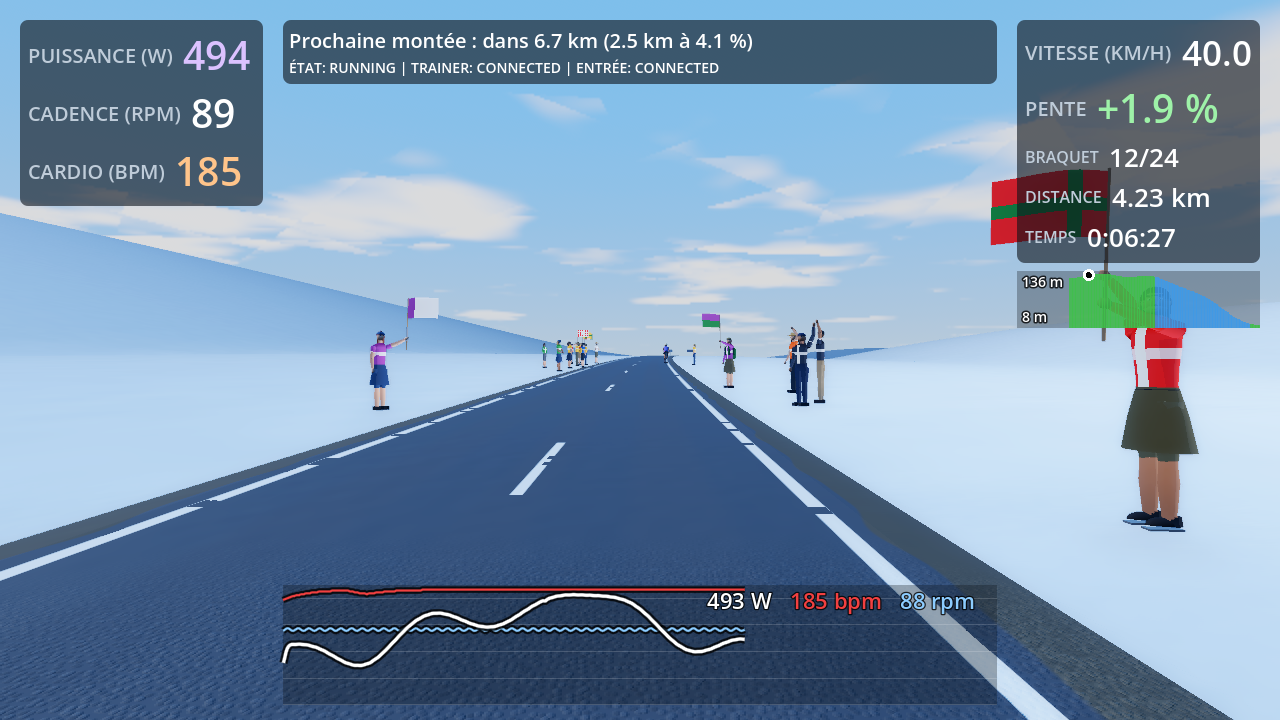 PUISSANCE (W) 494
CADENCE (RPM) 89
CARDIO (BPM) 185
Prochaine montée : dans 6.7 km (2.5 km à 4.1 %)
ÉTAT: RUNNING | TRAINER: CONNECTED | ENTRÉE: CONNECTED
VITESSE (KM/H) 40.0
PENTE +1.9 %
BRAQUET 12/24
DISTANCE 4.23 km
TEMPS 0:06:27
136 m
8 m
493 W 185 bpm 88 rpm